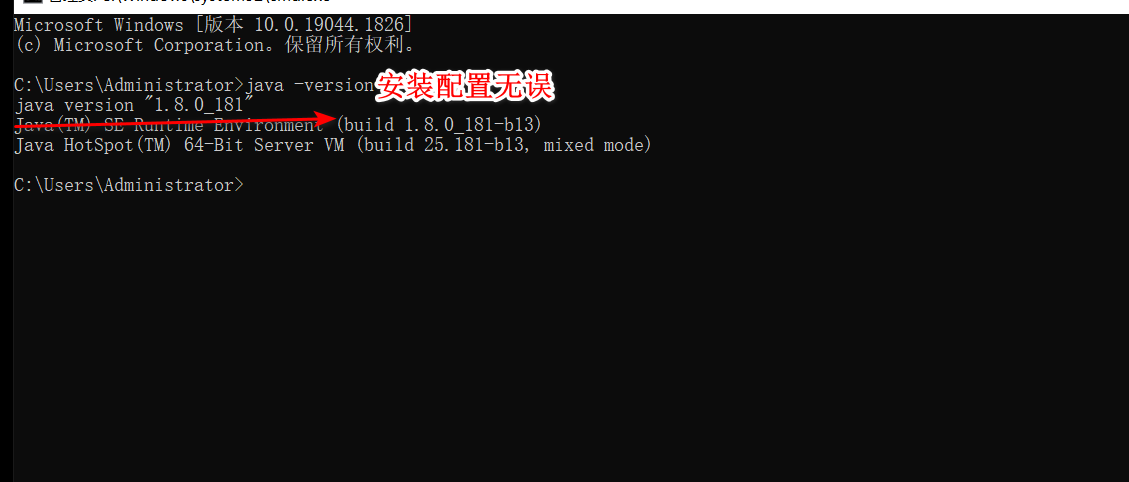 Microsoft Windows [版本 10.0.19044.1826]
(c) Microsoft Corporation。保留所有权利。
C:\Users\Administrator>java -version
安装配置无误
java version "1.8.0_181"
Java(TM) SE Runtime Environment (build 1.8.0_181-b13)
Java HotSpot(TM) 64-Bit Server VM (build 25.181-b13, mixed mode)
C:\Users\Administrator>